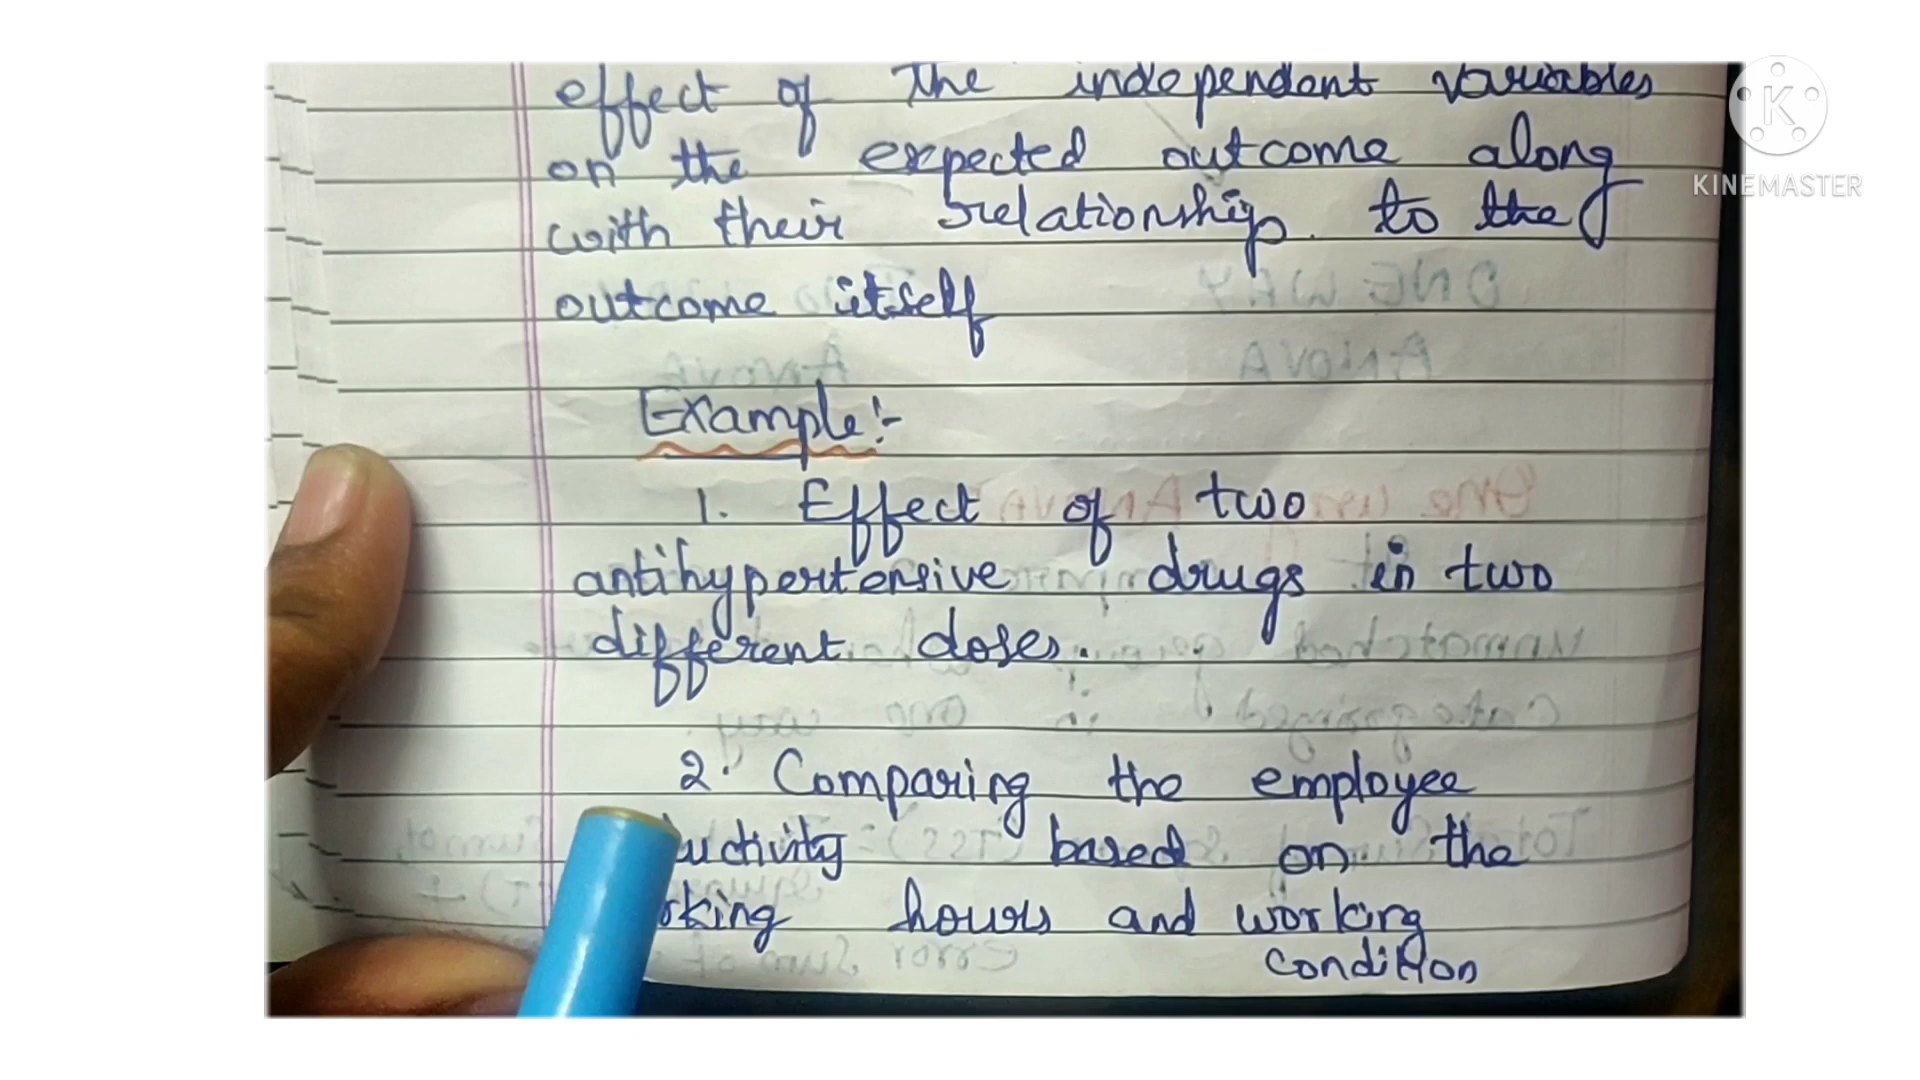 effect of the independent variables
on the expected outcome along
with their relationship to the
outcome itself
Example:-
1. Effect of two
antihypertensive drugs in two
different doses.
2. Comparing the employee
based on the
hours and working
condition
KINEMASTER